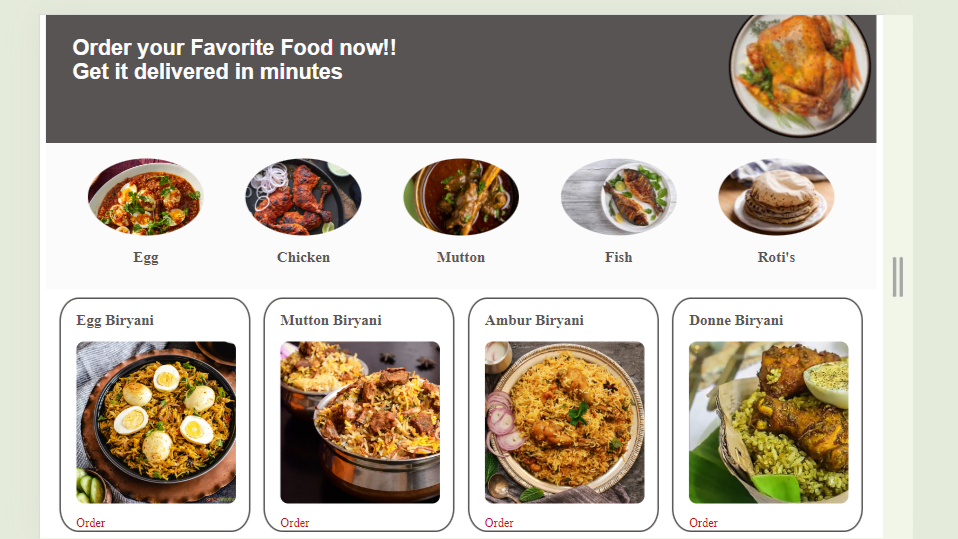 Order your Favorite Food now!!
Get it delivered in minutes
Egg
Chicken
Mutton
Fish
Roti's
Egg Biryani
Mutton Biryani
Ambur Biryani
Donne Biryani
Order
Order
Order
Order